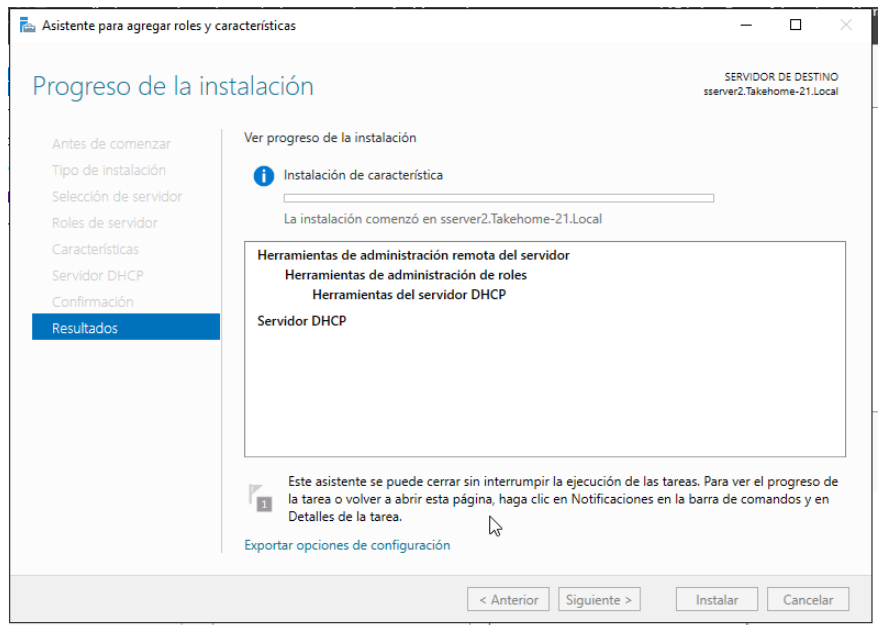 Asistente para agregar roles y características
Progreso de la instalación
SERVIDOR DE DESTINO
sserver2.Takehome-21.Local
Antes de comenzar
Tipo de instalación
Selección de servidor
Roles de servidor
Características
Servidor DHCP
Confirmación
Resultados
Ver progreso de la instalación
Instalación de característica
La instalación comenzó en sserver2.Takehome-21.Local
Herramientas de administración remota del servidor
Herramientas de administración de roles
Herramientas del servidor DHCP
Servidor DHCP
1
Este asistente se puede cerrar sin interrumpir la ejecución de las tareas. Para ver el progreso de
la tarea o volver a abrir esta página, haga clic en Notificaciones en la barra de comandos y en
Detalles de la tarea.
Exportar opciones de configuración
< Anterior
Siguiente >
Instalar
Cancelar